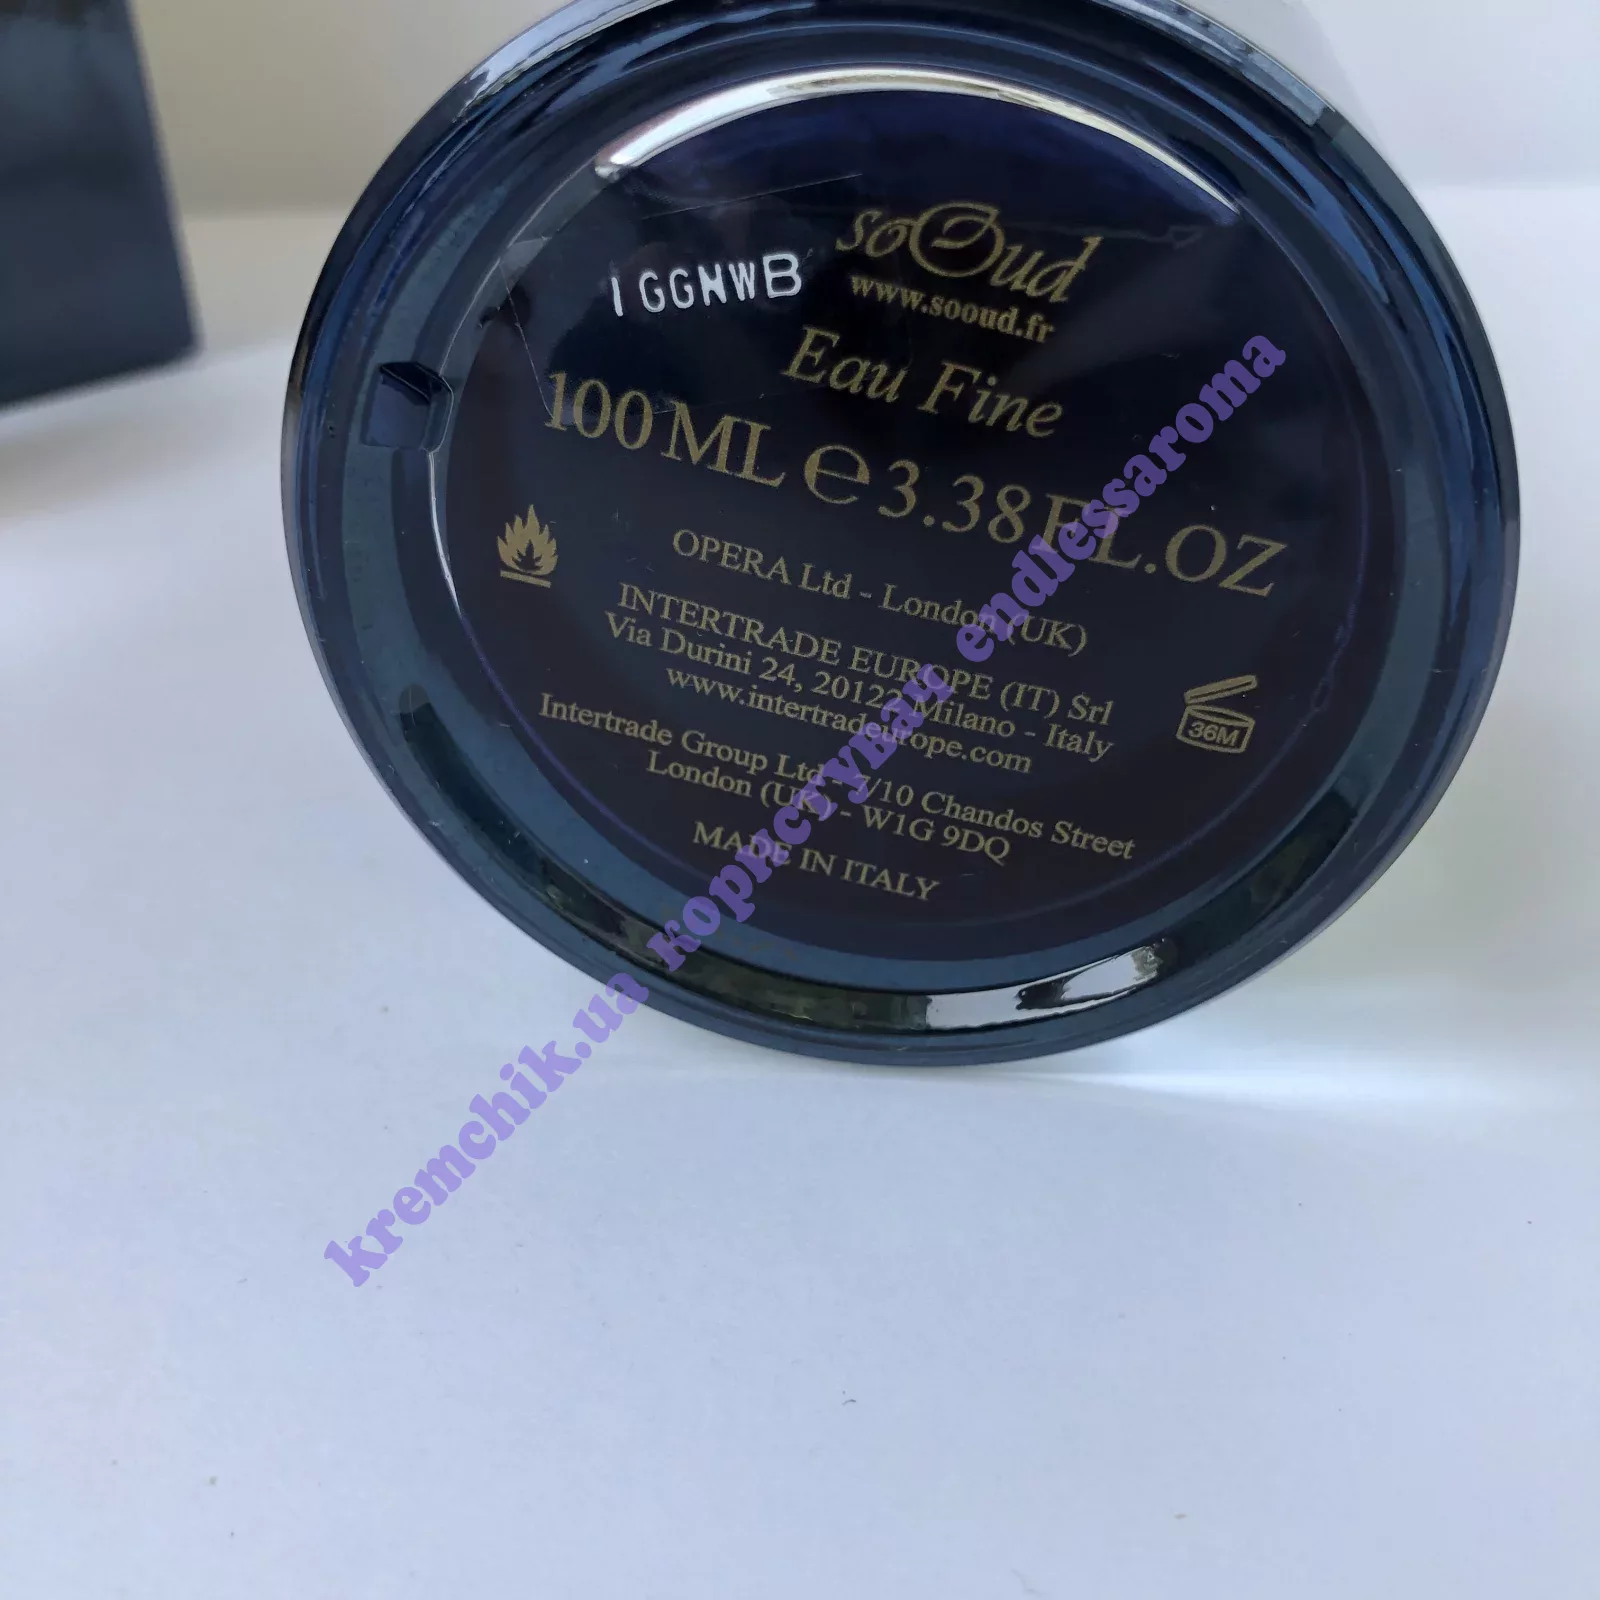 soOud
www.sooud.fr
IGGNWB
Eau Fine
100 ML ℮ 3.38 FL.OZ
OPERA Ltd - London (UK)
INTERTRADE EUROPE (IT) Srl
Via Durini 24, 20122 Milano - Italy
www.intertradeurope.com
36M
Intertrade Group Ltd - 7/10 Chandos Street
London (UK) - W1G 9DQ
MADE IN ITALY
kremchik.ua користувач endlessaroma